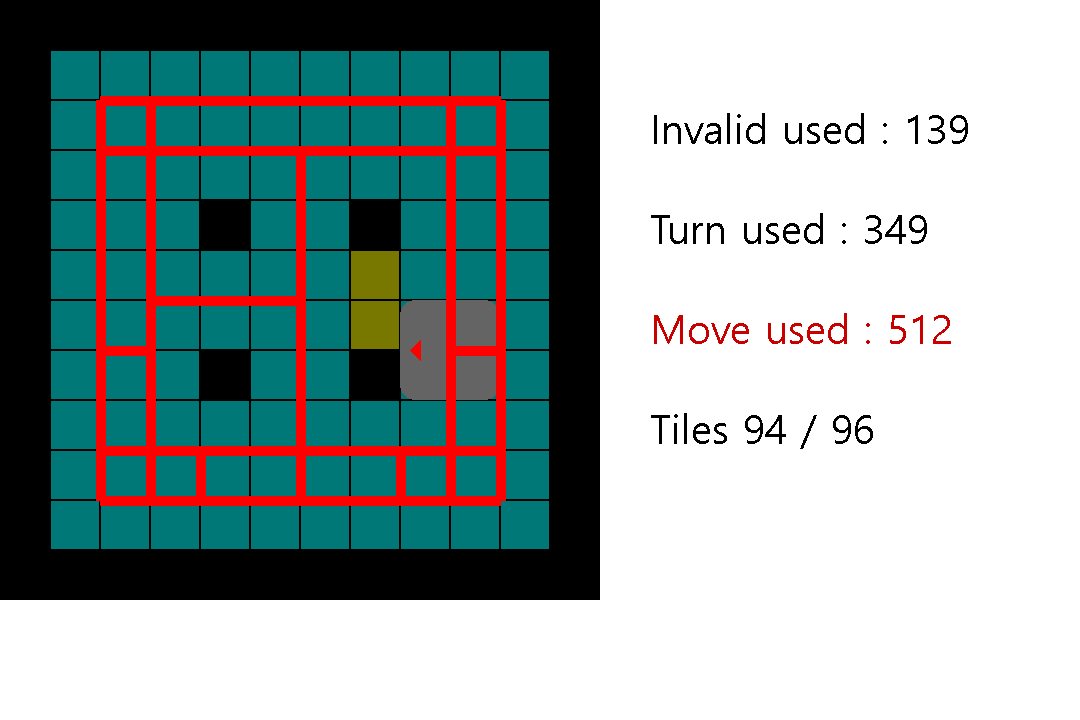 Invalid used : 139
Turn used : 349
Move used : 512
Tiles 94 / 96